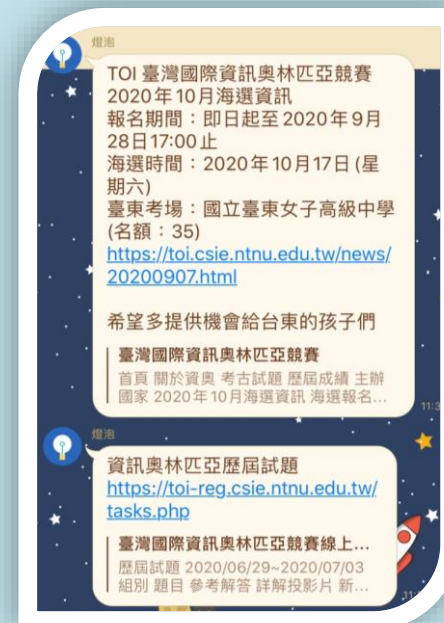 燈泡
TOI 臺灣國際資訊奧林匹亞競賽
2020年10月海選資訊
報名期間：即日起至2020年9月
28日17:00止
海選時間：2020年10月17日 (星
期六)
臺東考場：國立臺東女子高級中學
(名額：35)
https://toi.csie.ntnu.edu.tw/news/
20200907.html
希望多提供機會給台東的孩子們
臺灣國際資訊奧林匹亞競賽
首頁 關於資奧 考古試題 歷屆成績 主辦
國家 2020年10月海選資訊 海選報名...
燈泡
資訊奧林匹亞歷屆試題
https://toi-reg.csie.ntnu.edu.tw/
tasks.php
臺灣國際資訊奧林匹亞競賽線上...
歷屆試題 2020/06/29~2020/07/03
組別 題目 參考解答 詳解投影片 新...